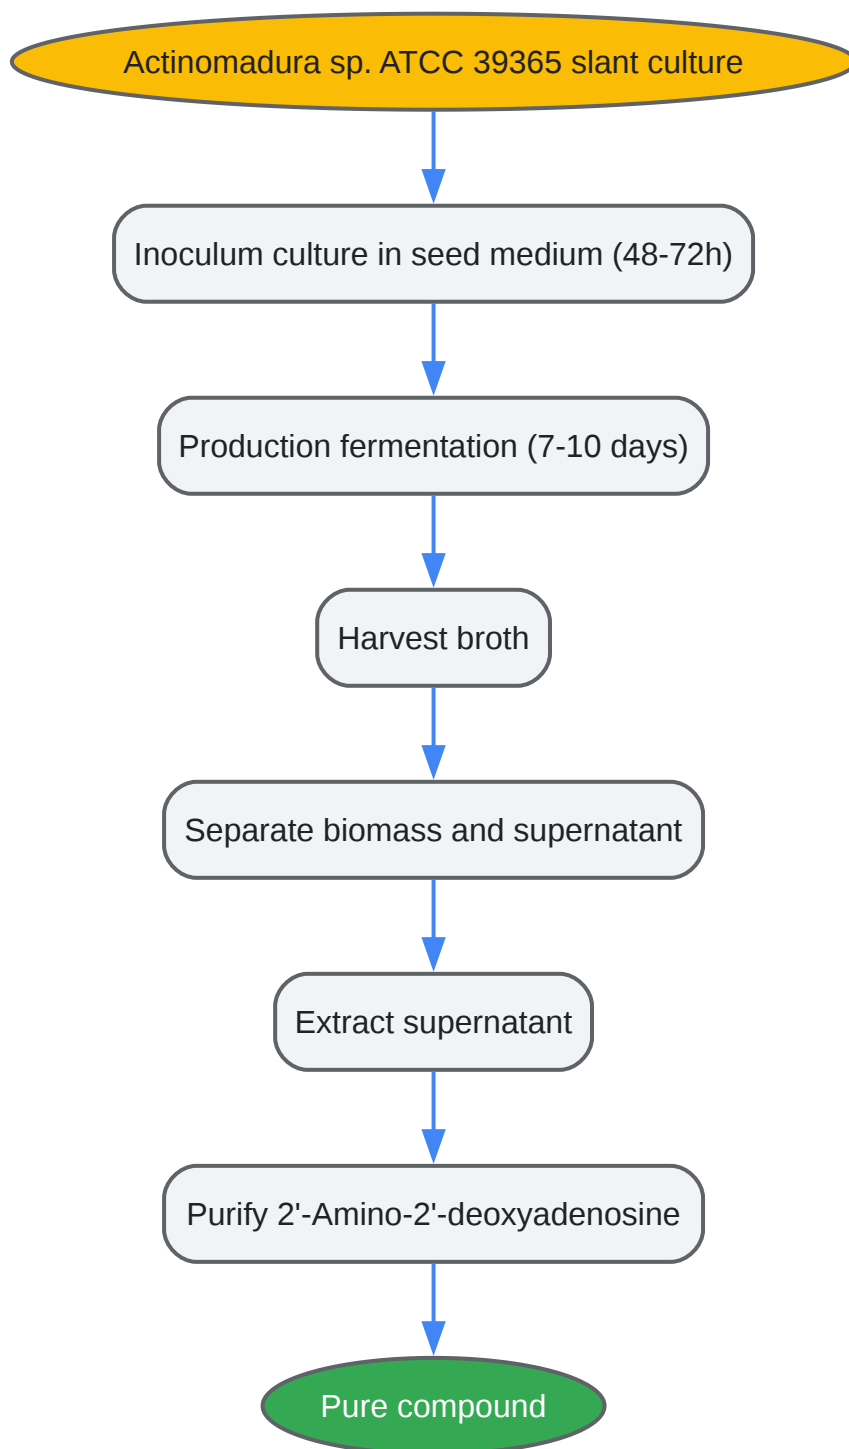 Actinomadura sp. ATCC 39365 slant culture
Inoculum culture in seed medium (48-72h)
Production fermentation (7-10 days)
Harvest broth
Separate biomass and supernatant
Extract supernatant
Purify 2'-Amino-2'-deoxyadenosine
Pure compound